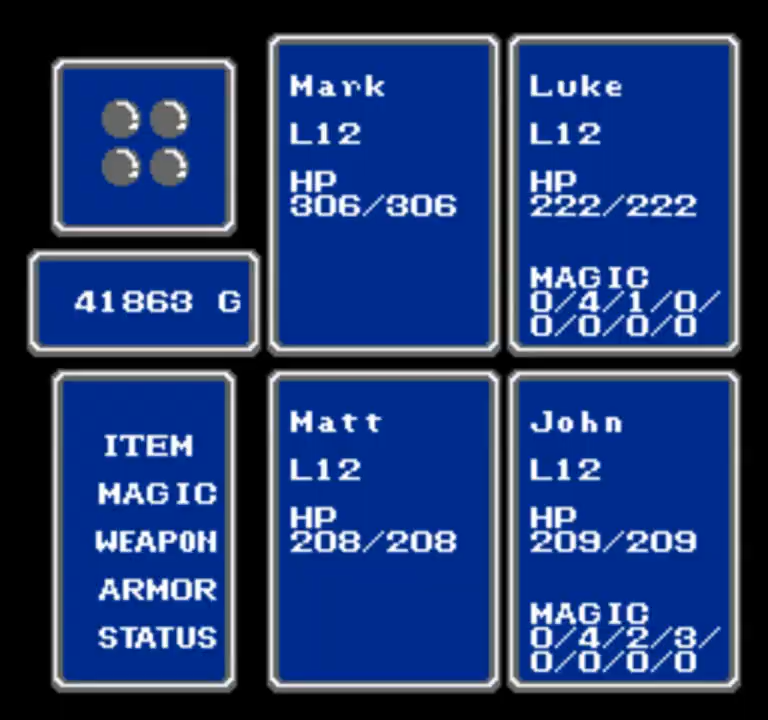 41863 G
ITEM
MAGIC
WEAPON
ARMOR
STATUS
Mark
L12
HP
306/306
Luke
L12
HP
222/222
MAGIC
0/4/1/0/
0/0/0/0
Matt
L12
HP
208/208
John
L12
HP
209/209
MAGIC
0/4/2/3/
0/0/0/0